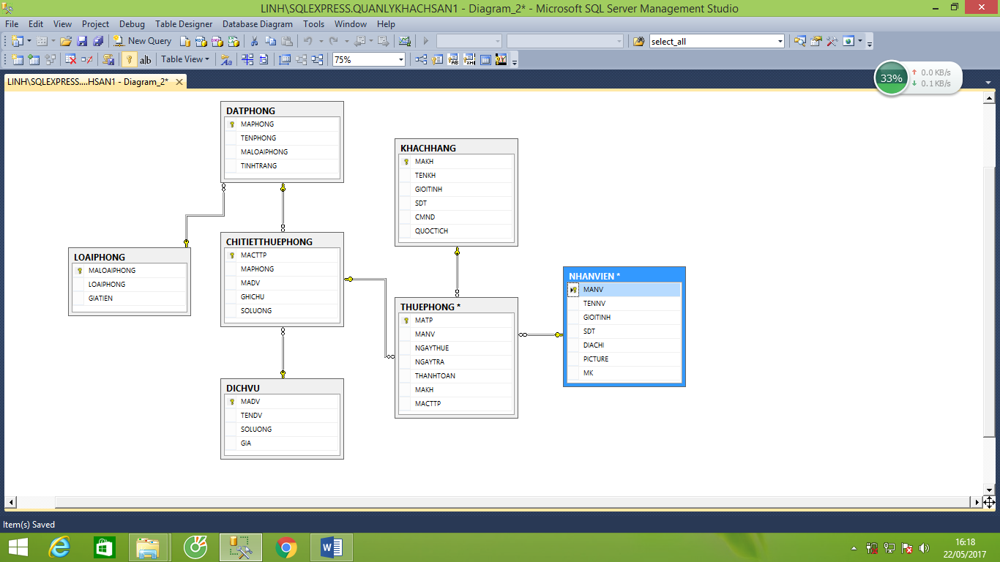 LINH\SQLEXPRESS.QUANLYKHACHSAN1 - Diagram_2* - Microsoft SQL Server Management Studio
File Edit View Project Debug Table Designer Database Diagram Tools Window Help
New Query
select_all
ab
Table View
75%
LINH\SQLEXPRESS....HSAN1 - Diagram_2*
33%
0.0 KB/s
0.1 KB/s
DATPHONG
MAPHONG
TENPHONG
MALOAIPHONG
TINHTRANG
KHACHHANG
MAKH
TENKH
GIOITINH
SDT
CMND
QUOCTICH
LOAIPHONG
MALOAIPHONG
LOAIPHONG
GIATIEN
CHITIETTHUEPHONG
MACTTP
MAPHONG
MADV
GHICHU
SOLUONG
THUEPHONG *
MATP
MANV
NGAYTHUE
NGAYTRA
THANHTOAN
MAKH
MACTTP
NHANVIEN *
MANV
TENNV
GIOITINH
SDT
DIACHI
PICTURE
MK
DICHVU
MADV
TENDV
SOLUONG
GIA
Item(s) Saved
16:18
22/05/2017